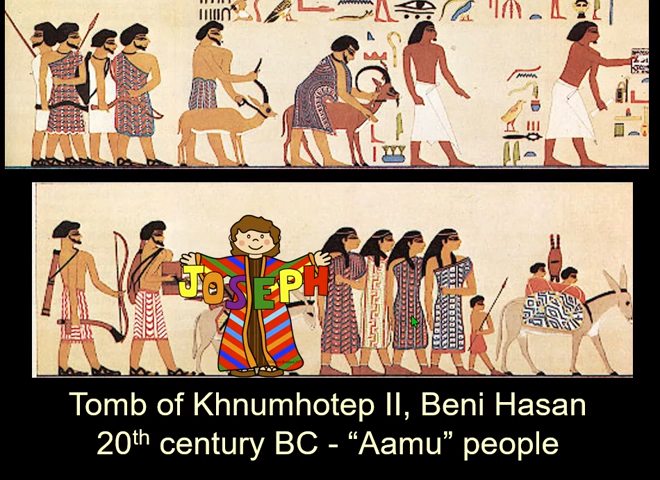 JOSEPH
Tomb of Khnumhotep II, Beni Hasan
20th century BC - “Aamu” people